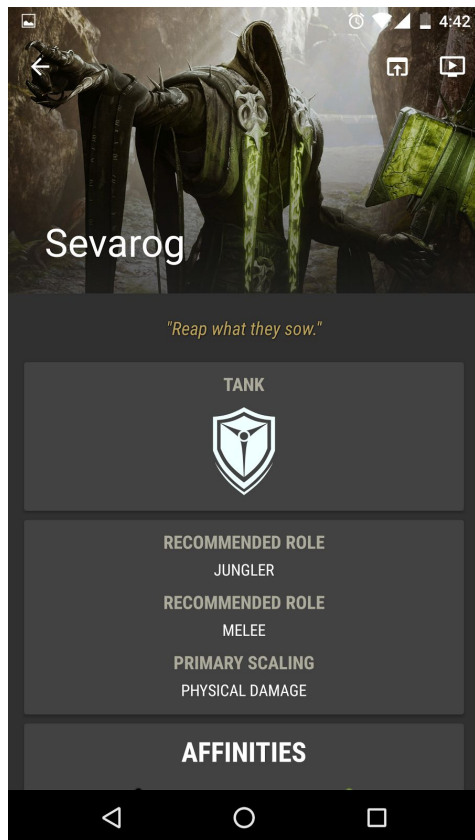 4:42
Sevarog
"Reap what they sow."
TANK
RECOMMENDED ROLE
JUNGLER
RECOMMENDED ROLE
MELEE
PRIMARY SCALING
PHYSICAL DAMAGE
AFFINITIES